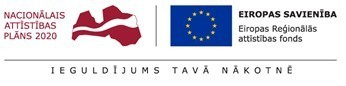 NACIONĀLAIS
ATTĪSTĪBAS
PLĀNS 2020
EIROPAS SAVIENĪBA
Eiropas Reģionālās
attīstības fonds
IEGULDĪJUMS TAVĀ NĀKOTNĒ